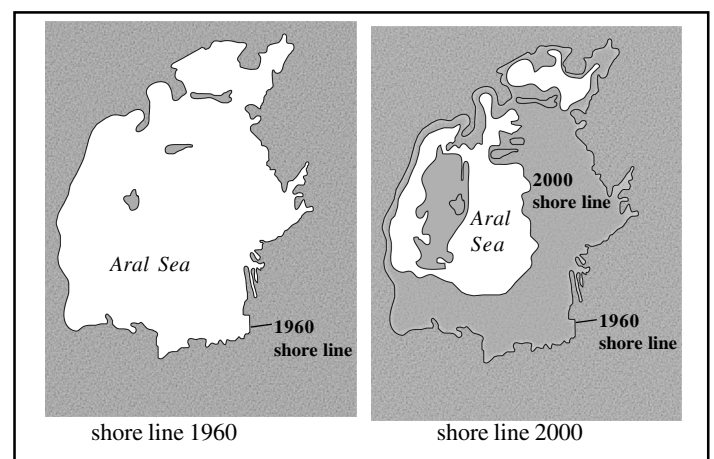 Aral Sea
1960
shore line
shore line 1960
2000
shore line
Aral
Sea
1960
shore line
shore line 2000